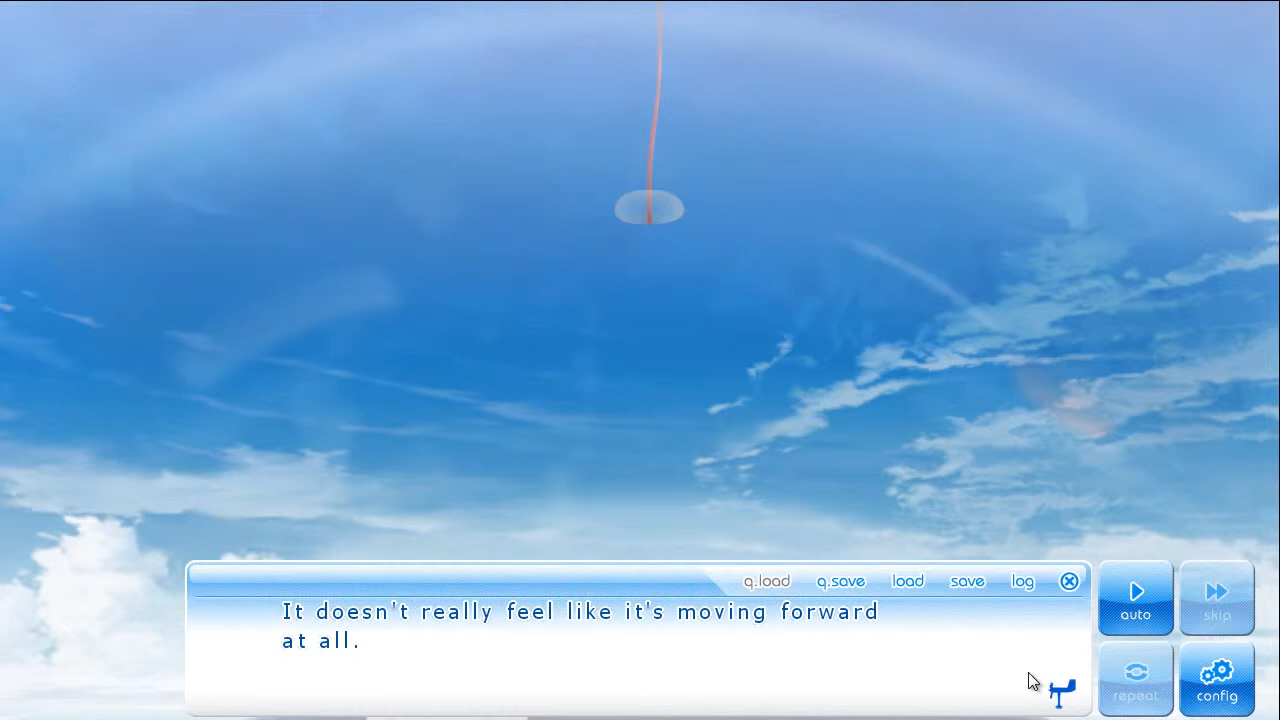 q.load q.save load save log
It doesn't really feel like it's moving forward
at all.
auto skip
repeat config